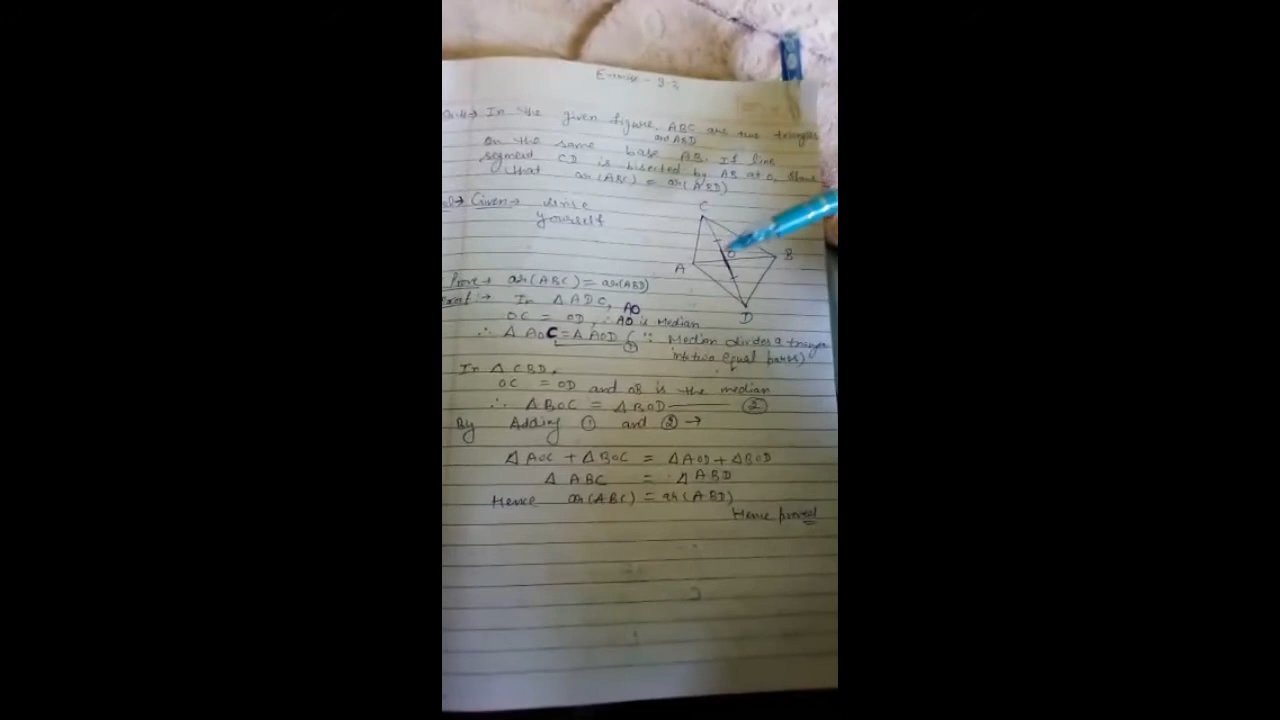 Exercise - 9.3
In the given figure, ABC are two triangles
and ABD
on the same base AB. If line
segment CD is bisected by AB at O, Show
that ar(ABC) = ar(ABD)
Given →
yourself
C
O
B
A
D
Prove → ar(ABC) = ar(ABD)
In △ ADC, AO
OC = OD, ∴ AO is Median
∴ △ AOC = △ AOD ① (∵ Median divides a triangle
into two equal parts)
In △ CBD,
OC = OD and OB is the median
∴ △ BOC = △ BOD ——— ②
By Adding ① and ② →
△ AOC + △ BOC = △ AOD + △ BOD
△ ABC = △ ABD
Hence ar(ABC) = ar(ABD)
Hence proved